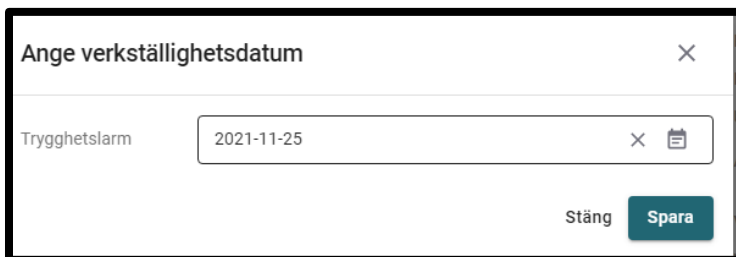 Ange verkställighetsdatum
Trygghetslarm 2021-11-25
Stäng Spara